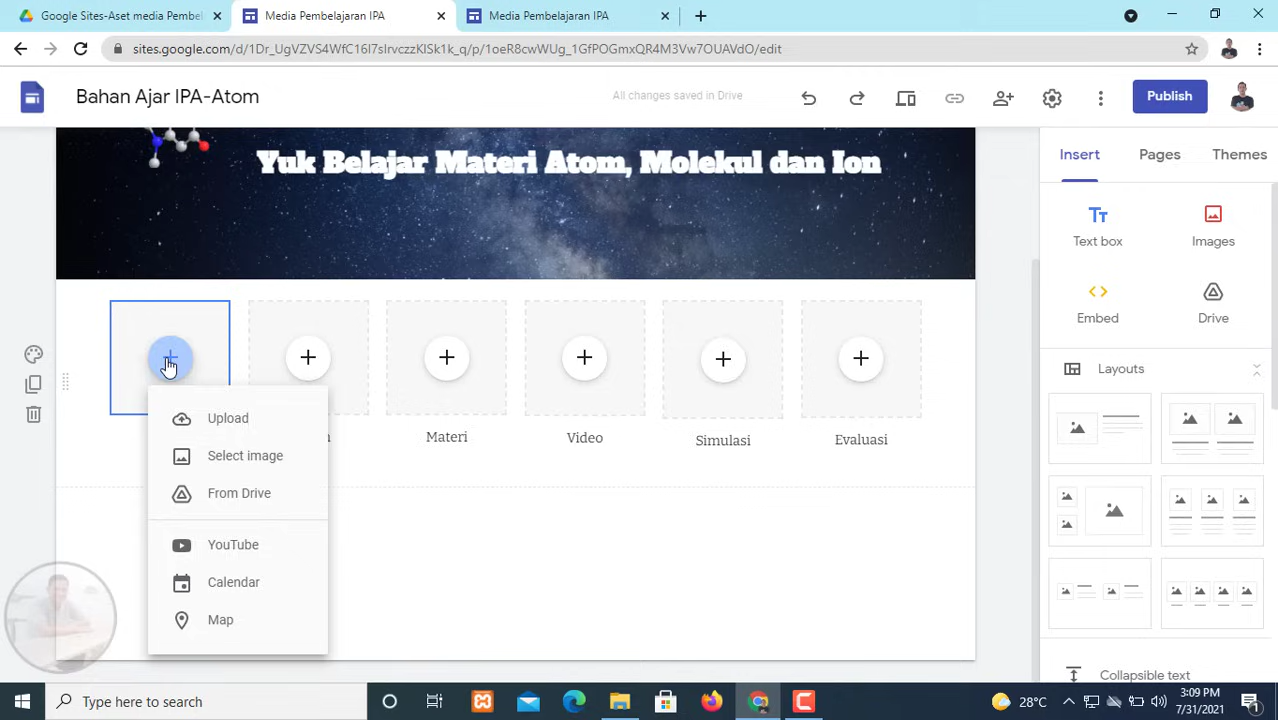 Google Sites-Aset media Pembel
Media Pembelajaran IPA
Media Pembelajaran IPA
sites.google.com/d/1Dr_UgVZVS4WfC16I7slrvczzKlSk1k_q/p/1oeR8cwWUg_1GfPOGmxQR4M3Vw7OUAVdO/edit
Bahan Ajar IPA-Atom
All changes saved in Drive
Publish
Yuk Belajar Materi Atom, Molekul dan Ion
Insert Pages Themes
Text box Images
Embed Drive
Layouts
Upload
Select image
From Drive
YouTube
Calendar
Map
Materi Video Simulasi Evaluasi
Collapsible text
Type here to search
28°C
3:09 PM
7/31/2021
1